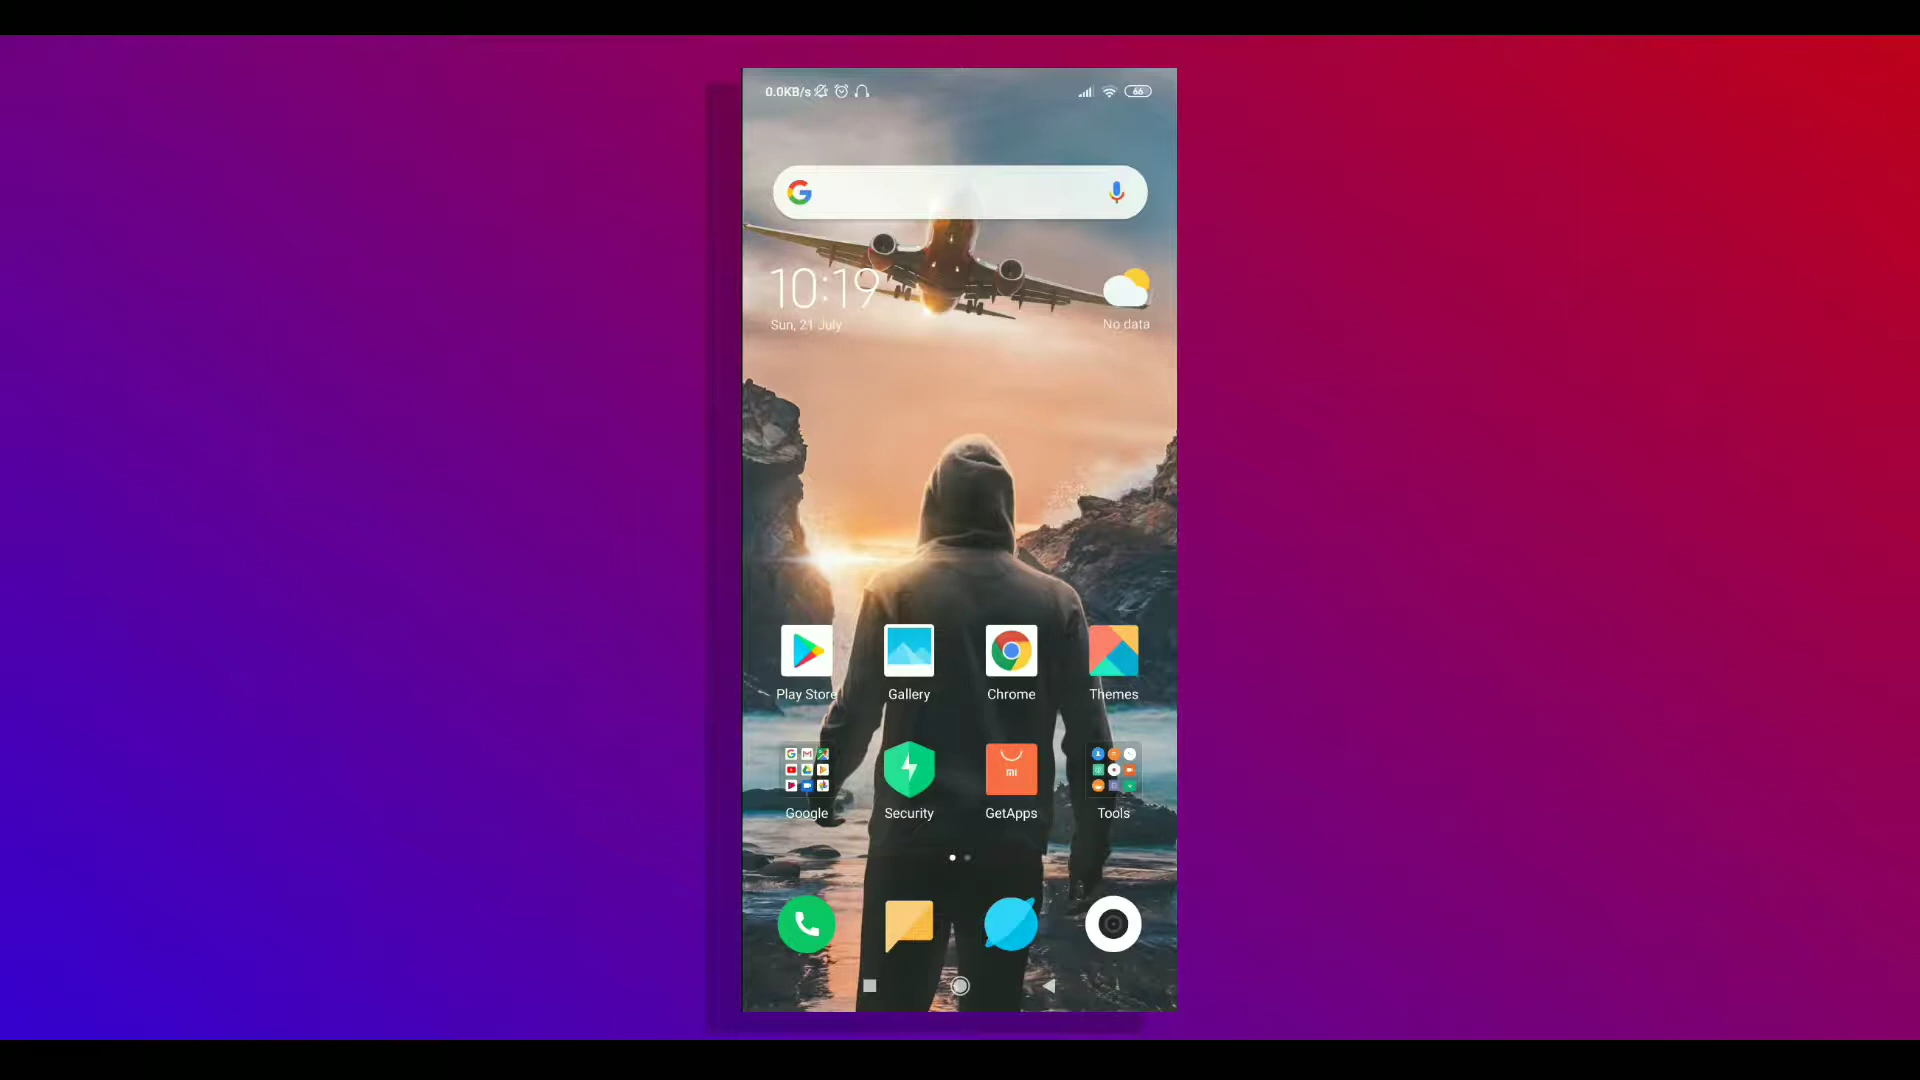 0.0KB/s 66
10:19
Sun, 21 July
No data
Play Store Gallery Chrome Themes
Google Security GetApps Tools